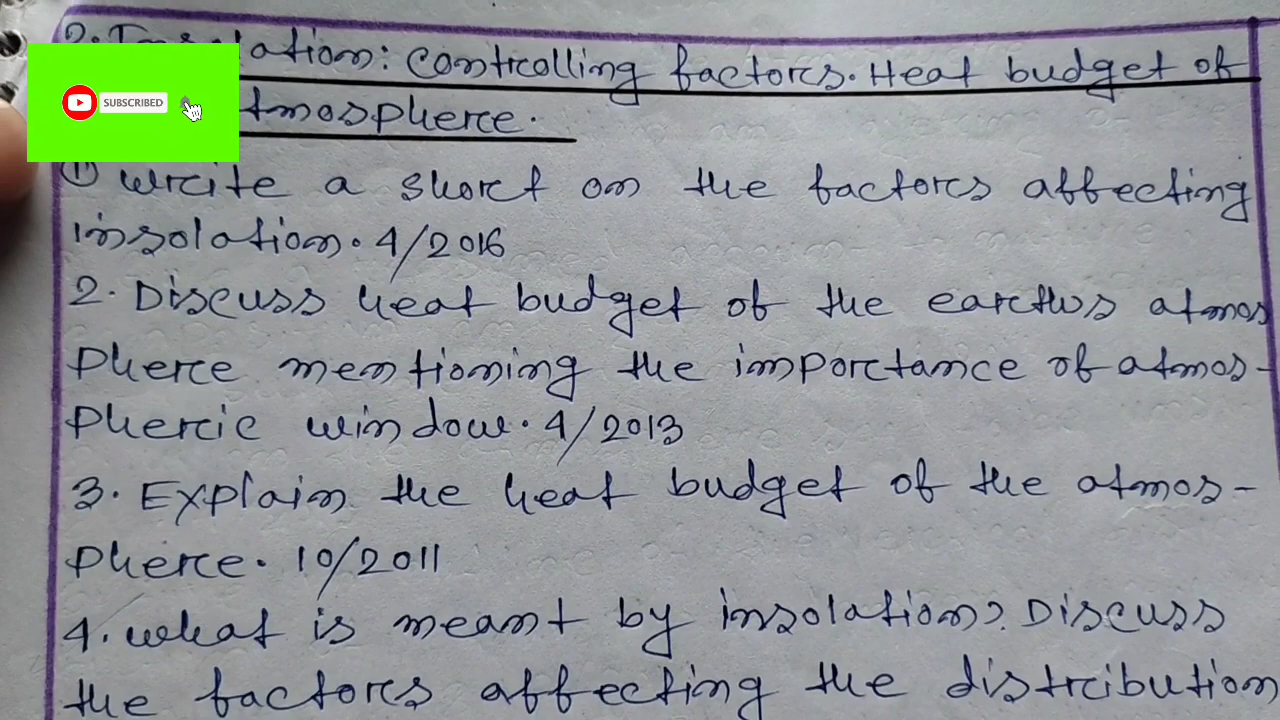 2. Insolation: Controlling factors. Heat budget of
SUBSCRIBED
tmosphere.
① Write a short on the factors affecting
insolation. 4/2016
2. Discuss heat budget of the earths atmos
phere mentioning the importance of atmos-
pheric window. 4/2013
3. Explain the heat budget of the atmos-
phere. 10/2011
4. What is meant by insolation? Discuss
the factors affecting the distribution